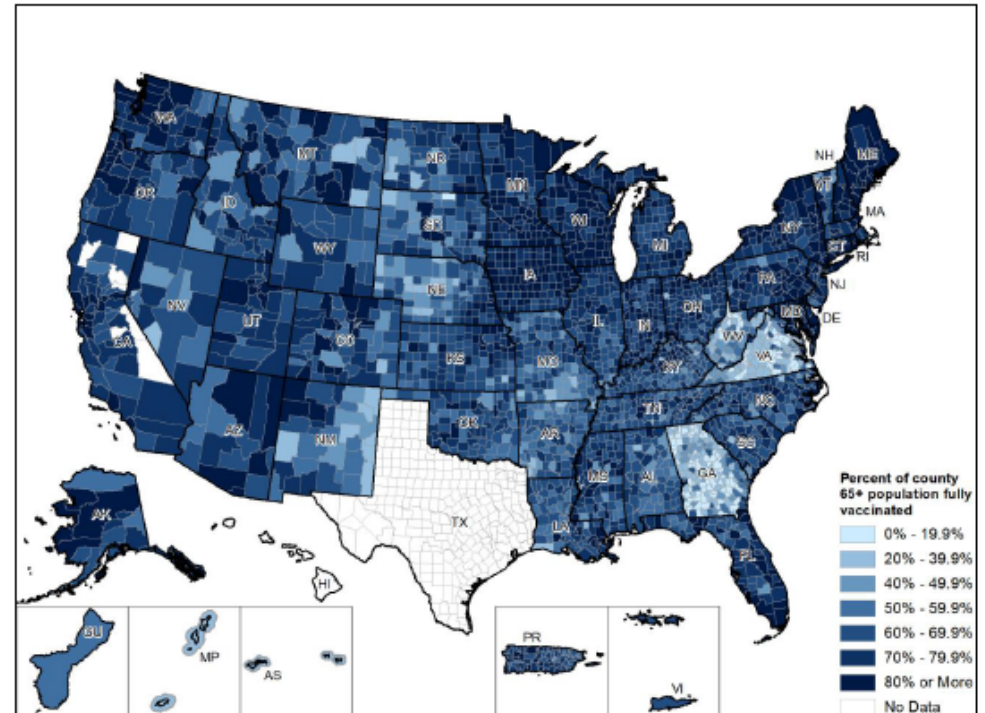 WA
MT
ND
MN
OR
ID
SD
WI
MI
NH
ME
VT
MA
NY
CT
RI
WY
NE
IA
PA
NJ
NV
UT
CO
IL
IN
OH
MD
DE
CA
KS
MO
KY
WV
VA
AZ
NM
OK
AR
TN
NC
SC
MS
AL
GA
TX
LA
FL
AK
HI
GU
MP
AS
PR
VI
Percent of county
65+ population fully
vaccinated
0% - 19.9%
20% - 39.9%
40% - 49.9%
50% - 59.9%
60% - 69.9%
70% - 79.9%
80% or More
No Data